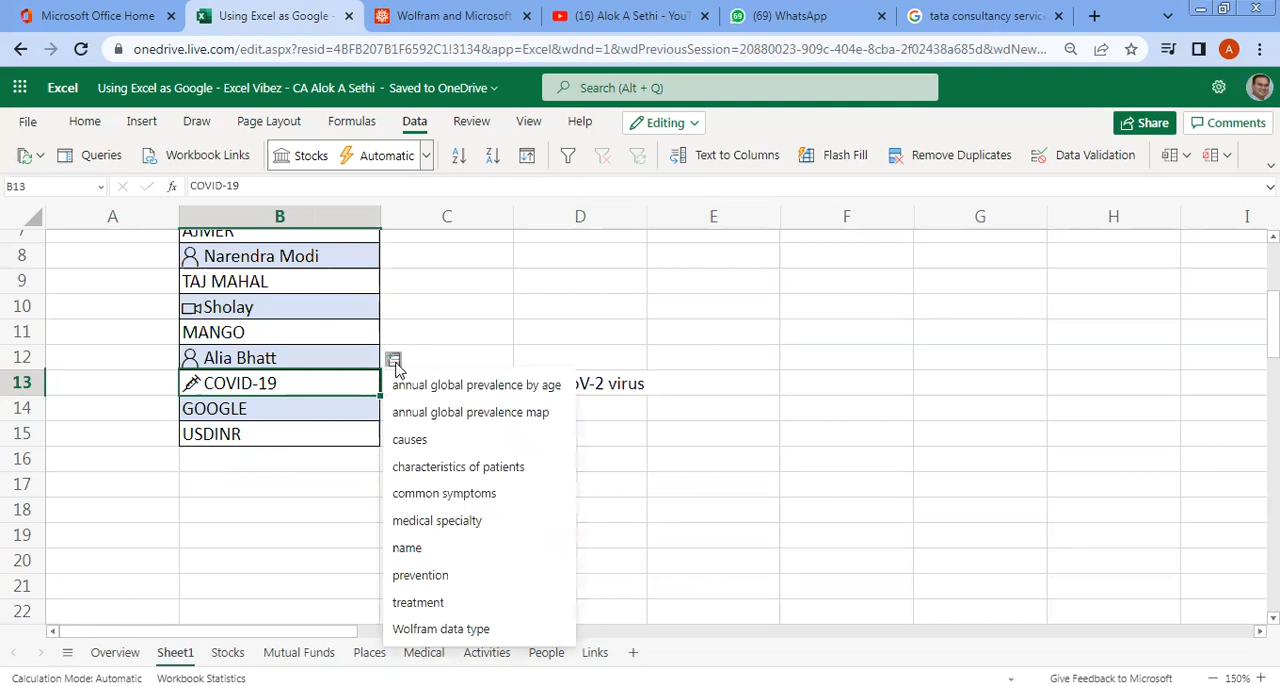 Microsoft Office Home
Using Excel as Google -
Wolfram and Microsoft
(16) Alok A Sethi - YouT
(69) WhatsApp
tata consultancy servic
onedrive.live.com/edit.aspx?resid=4BFB207B1F6592C1!3134&app=Excel&wdnd=1&wdPreviousSession=20880023-909c-404e-8cba-2f02438a685d&wdNew...
A
Excel
Using Excel as Google - Excel Vibez - CA Alok A Sethi - Saved to OneDrive
Search (Alt + Q)
File Home Insert Draw Page Layout Formulas Data Review View Help Editing Share Comments
Queries Workbook Links Stocks Automatic Text to Columns Flash Fill Remove Duplicates Data Validation
B13 fx COVID-19
A B C D E F G H I
7 AJMER
8 Narendra Modi
9 TAJ MAHAL
10 Sholay
11 MANGO
12 Alia Bhatt
13 COVID-19 oV-2 virus
14 GOOGLE
15 USDINR
16
17
18
19
20
21
22
annual global prevalence by age
annual global prevalence map
causes
characteristics of patients
common symptoms
medical specialty
name
prevention
treatment
Wolfram data type
Overview Sheet1 Stocks Mutual Funds Places Medical Activities People Links
Calculation Mode: Automatic Workbook Statistics Give Feedback to Microsoft 150%